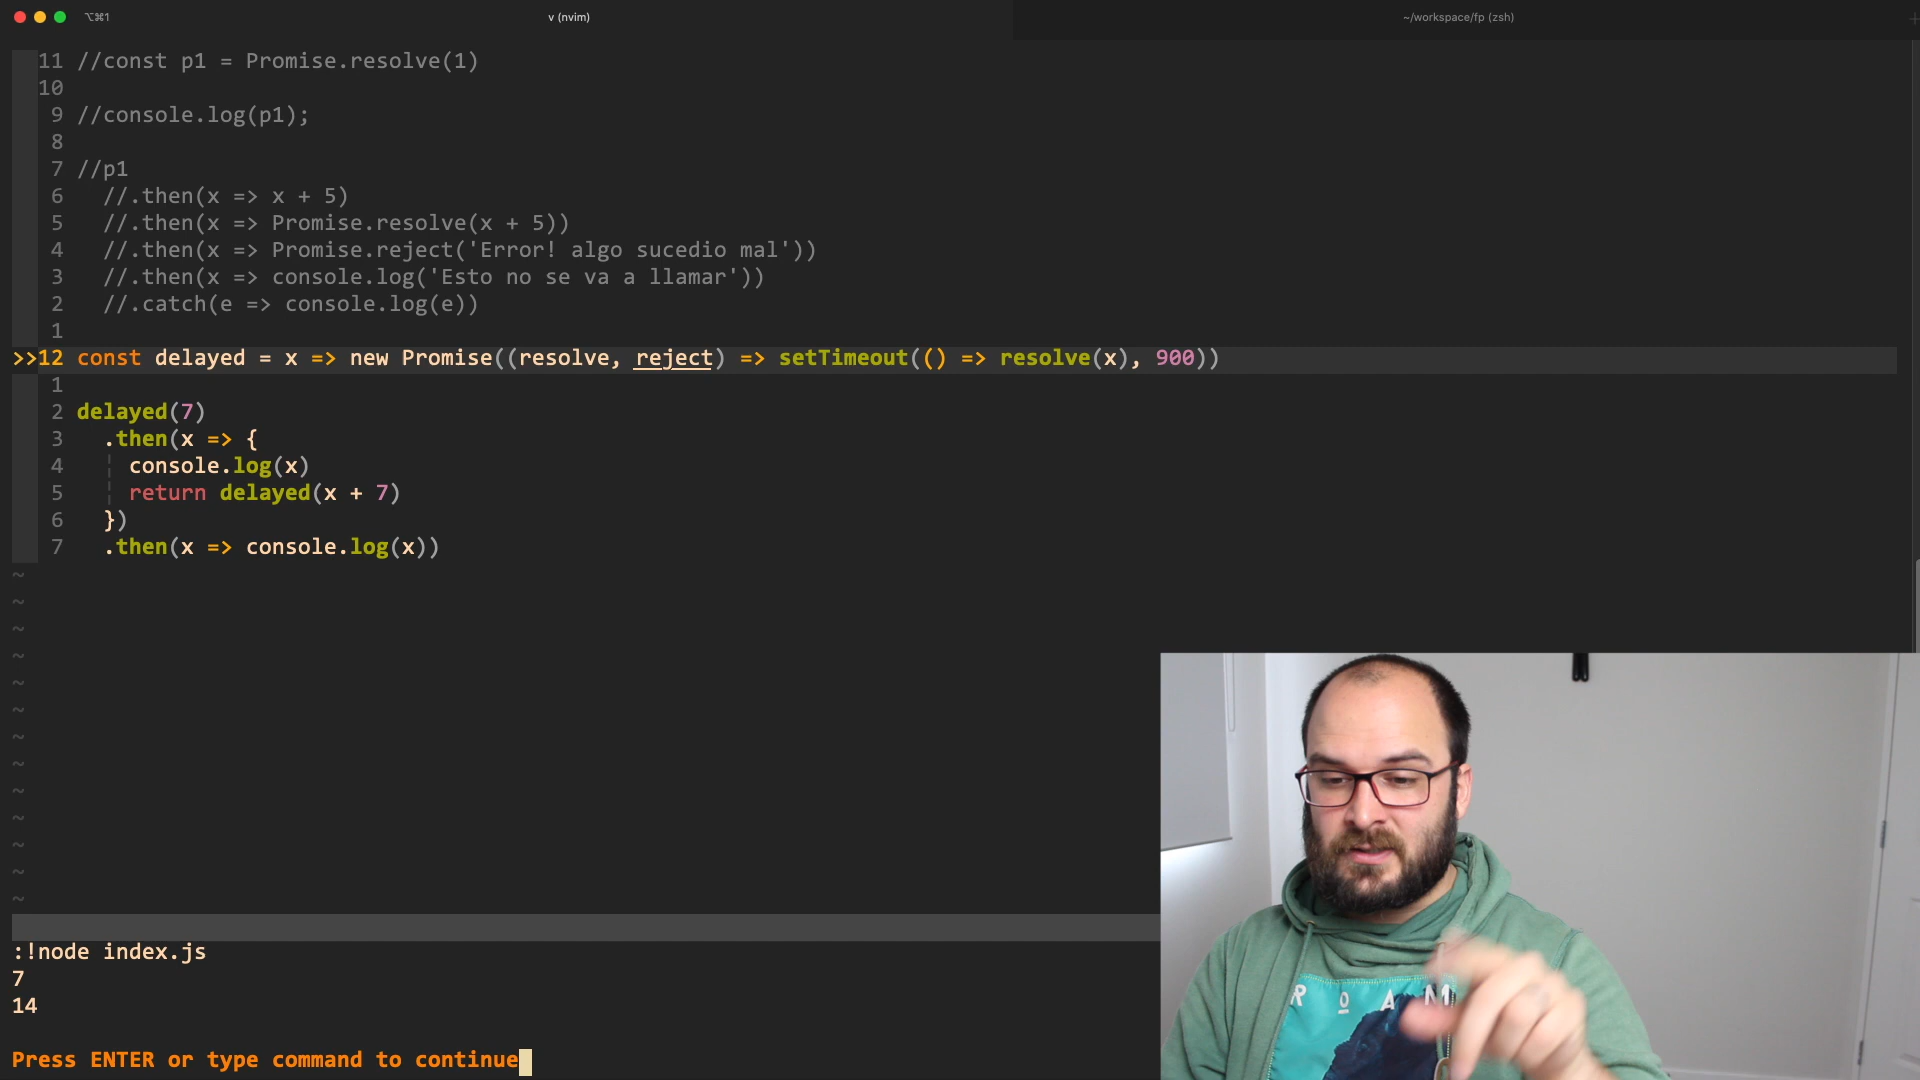 ⌥⌘1
v (nvim)
~/workspace/fp (zsh)
+
11 //const p1 = Promise.resolve(1)
10
9 //console.log(p1);
8
7 //p1
6 //.then(x => x + 5)
5 //.then(x => Promise.resolve(x + 5))
4 //.then(x => Promise.reject('Error! algo sucedio mal'))
3 //.then(x => console.log('Esto no se va a llamar'))
2 //.catch(e => console.log(e))
1
>>12 const delayed = x => new Promise((resolve, reject) => setTimeout(() => resolve(x), 900))
1
2 delayed(7)
3 .then(x => {
4 ¦ console.log(x)
5 ¦ return delayed(x + 7)
6 })
7 .then(x => console.log(x))
~
~
~
~
~
~
~
~
~
~
~
~
~
:!node index.js
7
14
Press ENTER or type command to continue
ROAM